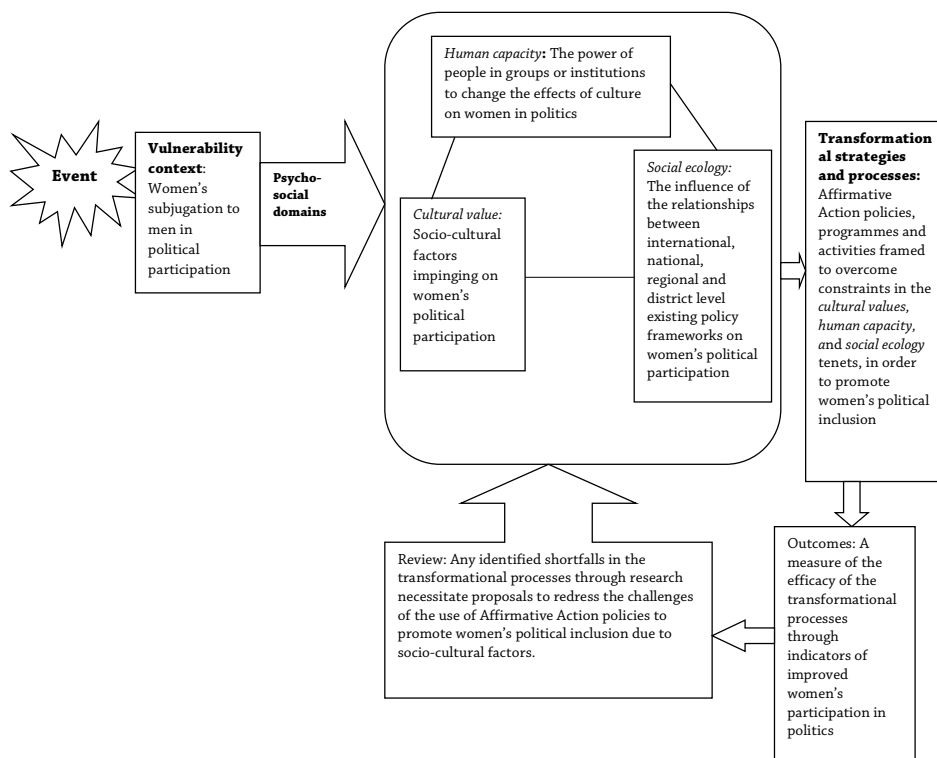 Event
Vulnerability
context:
Women's
subjugation to
men in
political
participation
Psycho-
social
domains
Human capacity: The power of
people in groups or institutions
to change the effects of culture
on women in politics
Cultural value:
Socio-cultural
factors
impinging on
women's
political
participation
Social ecology:
The influence of
the relationships
between
international,
national,
regional and
district level
existing policy
frameworks on
women's political
participation
Transformation
al strategies
and processes:
Affirmative
Action policies,
programmes and
activities framed
to overcome
constraints in the
cultural values,
human capacity,
and social ecology
tenets, in order
to promote
women's political
inclusion
Outcomes: A
measure of the
efficacy of the
transformational
processes
through
indicators of
improved
women's
participation in
politics
Review: Any identified shortfalls in the
transformational processes through research
necessitate proposals to redress the challenges
of the use of Affirmative Action policies to
promote women's political inclusion due to
socio-cultural factors.